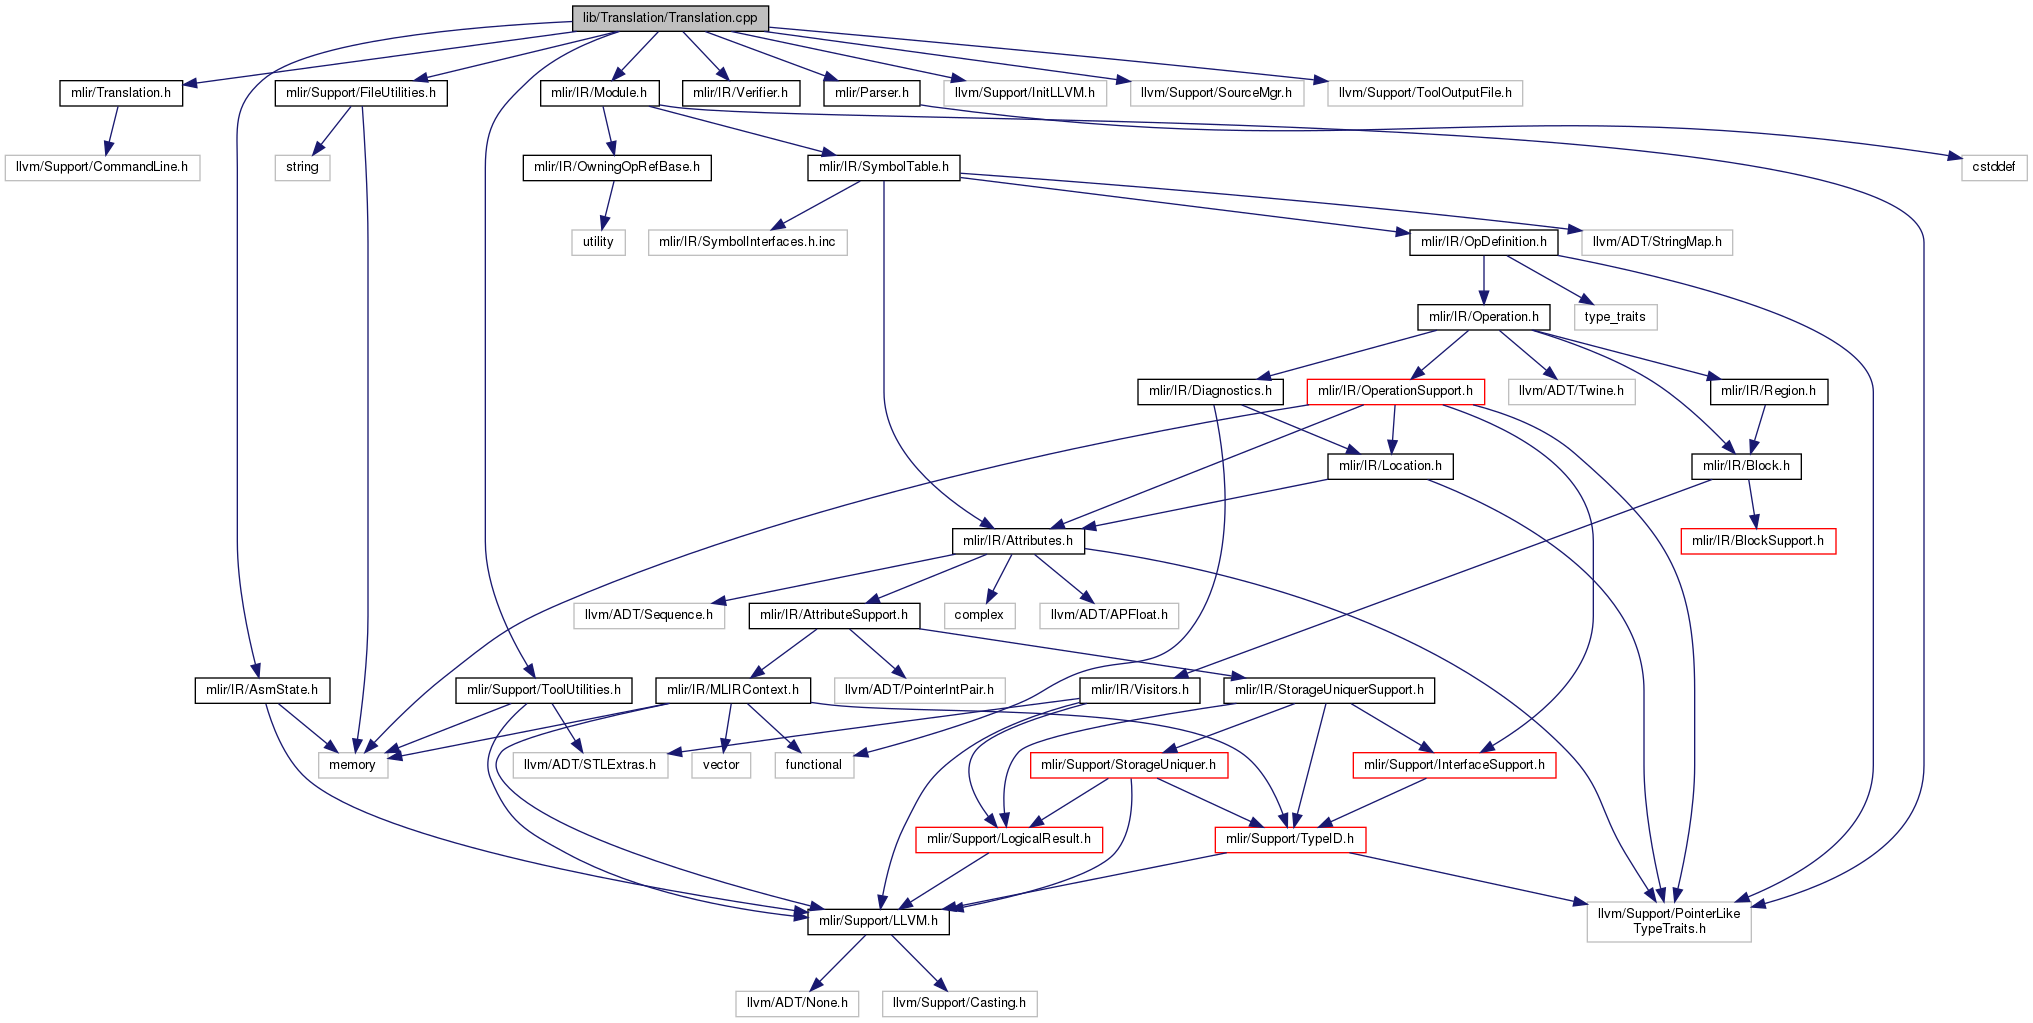 lib/Translation/Translation.cpp
mlir/Translation.h
mlir/Support/FileUtilities.h
mlir/IR/Module.h
mlir/IR/Verifier.h
mlir/Parser.h
llvm/Support/InitLLVM.h
llvm/Support/SourceMgr.h
llvm/Support/ToolOutputFile.h
llvm/Support/CommandLine.h
string
mlir/IR/OwningOpRefBase.h
mlir/IR/SymbolTable.h
cstddef
utility
mlir/IR/SymbolInterfaces.h.inc
mlir/IR/OpDefinition.h
llvm/ADT/StringMap.h
mlir/IR/Operation.h
type_traits
mlir/IR/Diagnostics.h
mlir/IR/OperationSupport.h
llvm/ADT/Twine.h
mlir/IR/Region.h
mlir/IR/Location.h
mlir/IR/Block.h
mlir/IR/Attributes.h
mlir/IR/BlockSupport.h
llvm/ADT/Sequence.h
mlir/IR/AttributeSupport.h
complex
llvm/ADT/APFloat.h
mlir/IR/AsmState.h
mlir/Support/ToolUtilities.h
mlir/IR/MLIRContext.h
llvm/ADT/PointerIntPair.h
mlir/IR/Visitors.h
mlir/IR/StorageUniquerSupport.h
memory
llvm/ADT/STLExtras.h
vector
functional
mlir/Support/StorageUniquer.h
mlir/Support/InterfaceSupport.h
mlir/Support/LogicalResult.h
mlir/Support/TypeID.h
mlir/Support/LLVM.h
llvm/Support/PointerLike
TypeTraits.h
llvm/ADT/None.h
llvm/Support/Casting.h